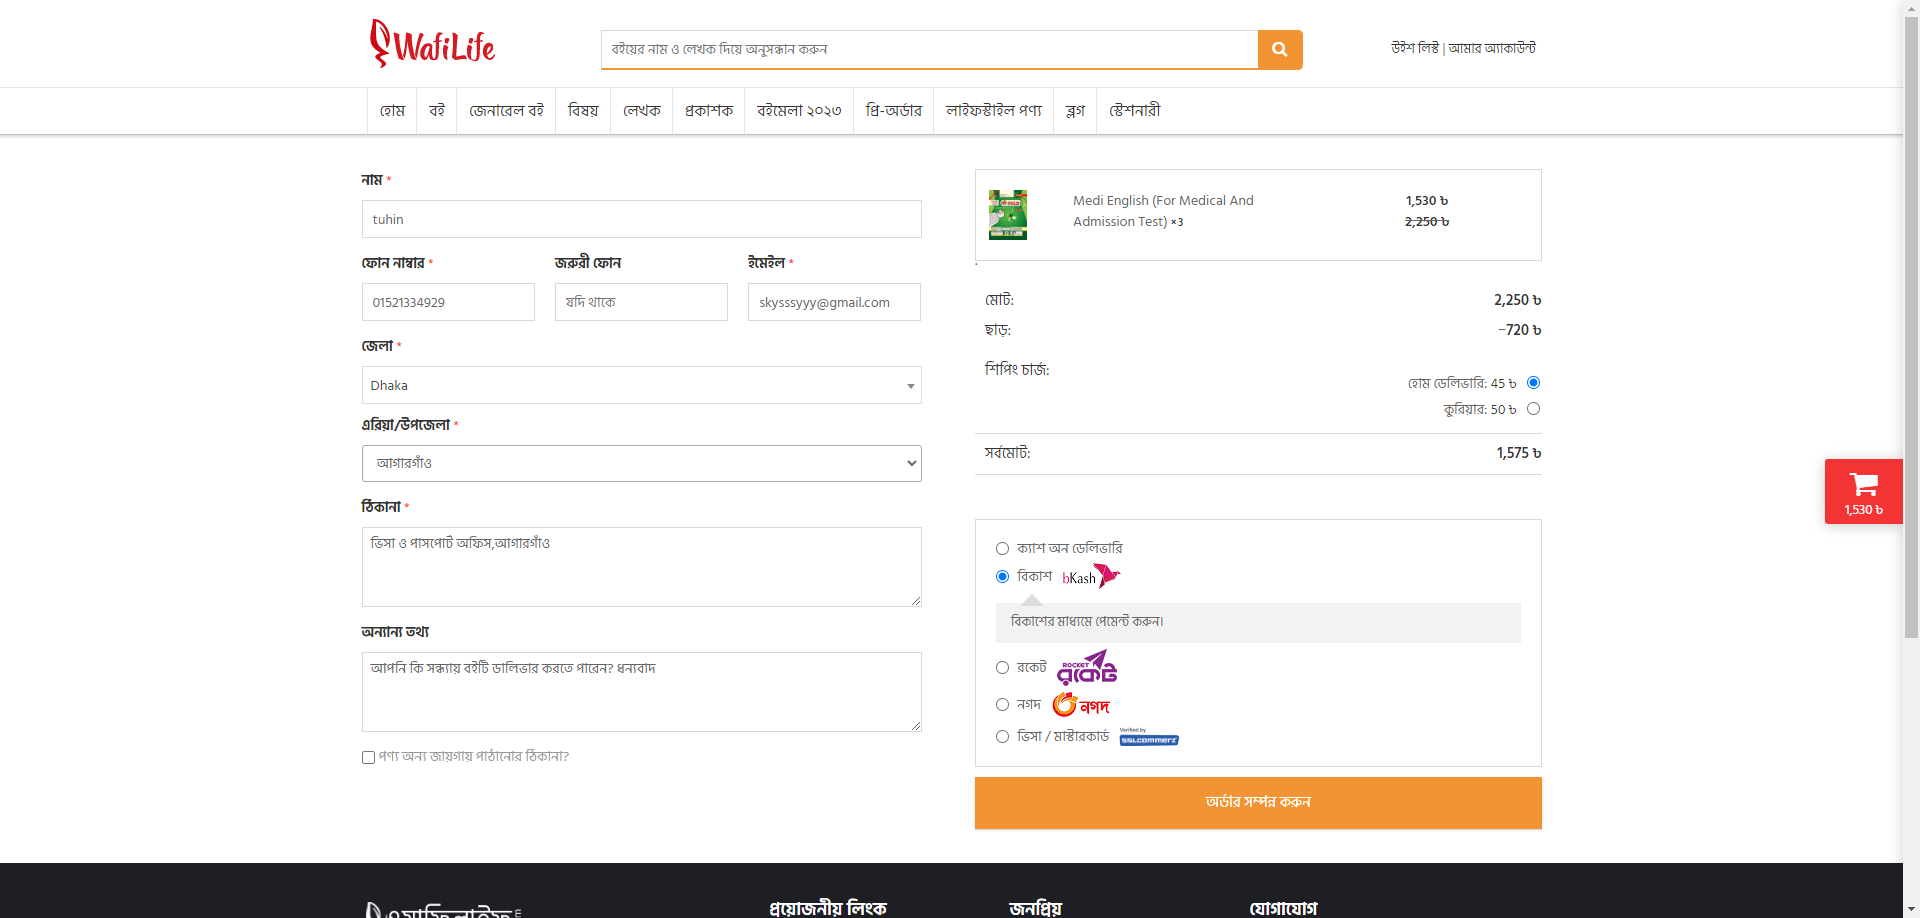 WafiLife
বইয়ের নাম ও লেখক দিয়ে অনুসন্ধান করুন
উইশ লিস্ট | আমার অ্যাকাউন্ট
হোম
বই
জেনারেল বই
বিষয়
লেখক
প্রকাশক
বইমেলা ২০২৩
প্রি-অর্ডার
লাইফস্টাইল পণ্য
ব্লগ
স্টেশনারী
নাম *
tuhin
ফোন নাম্বার *
জরুরী ফোন
ইমেইল *
01521334929
যদি থাকে
skysssyyy@gmail.com
জেলা *
Dhaka
এরিয়া/উপজেলা *
আগারগাঁও
ঠিকানা *
ভিসা ও পাসপোর্ট অফিস,আগারগাঁও
অন্যান্য তথ্য
আপনি কি সন্ধ্যায় বইটি ডালিভার করতে পারেন? ধন্যবাদ
পণ্য অন্য জায়গায় পাঠানোর ঠিকানা?
Medi English (For Medical And
Admission Test) × 3
1,530 ৳
2,250 ৳
মোট:
2,250 ৳
ছাড়:
-720 ৳
শিপিং চার্জ:
হোম ডেলিভারি: 45 ৳
কুরিয়ার: 50 ৳
সর্বমোট:
1,575 ৳
ক্যাশ অন ডেলিভারি
বিকাশ bKash
বিকাশের মাধ্যমে পেমেন্ট করুন।
রকেট ROCKET রকেট
নগদ নগদ
ভিসা / মাস্টারকার্ড Verified by SSLCOMMERZ
অর্ডার সম্পন্ন করুন
1,530 ৳
প্রয়োজনীয় লিংক
জনপ্রিয়
যোগাযোগ